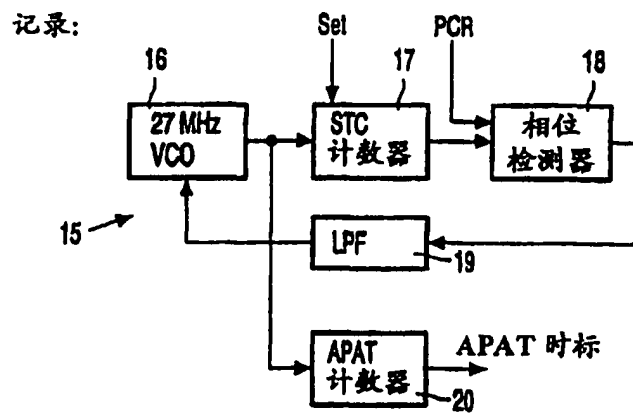 记录:
Set
PCR
16
17
18
27 MHz
VCO
STC
计数器
相位
检测器
15
LPF
19
APAT
计数器
20
APAT 时标